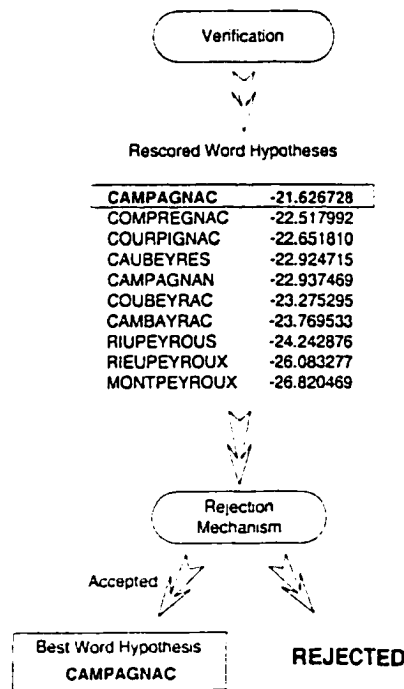 Verification
Rescored Word Hypotheses
CAMPAGNAC -21.626728
COMPREGNAC -22.517992
COURPIGNAC -22.651810
CAUBEYRES -22.924715
CAMPAGNAN -22.937469
COUBEYRAC -23.275295
CAMBAYRAC -23.769533
RIUPEYROUS -24.242876
RIEUPEYROUX -26.083277
MONTPEYROUX -26.820469
Rejection
Mechanism
Accepted
Best Word Hypothesis
CAMPAGNAC
REJECTED